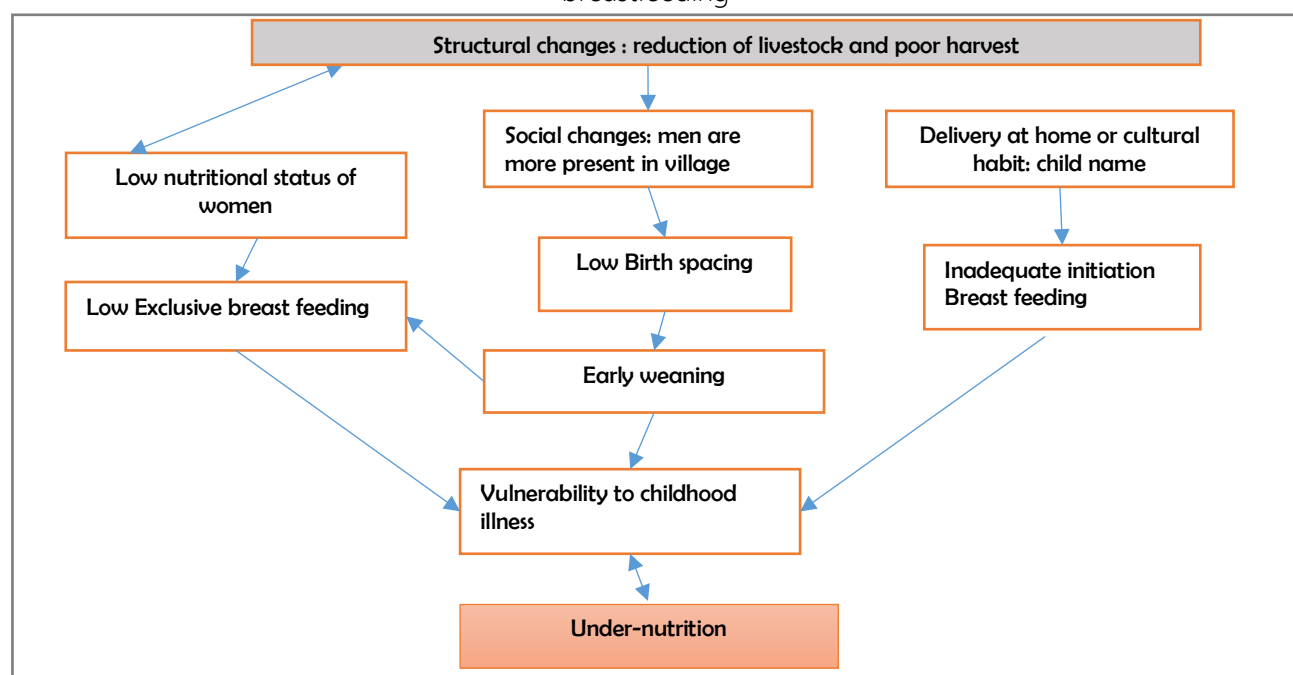 breastfeeding
Structural changes : reduction of livestock and poor harvest
Social changes: men are
more present in village
Delivery at home or cultural
habit: child name
Low nutritional status of
women
Low Birth spacing
Inadequate initiation
Breast feeding
Low Exclusive breast feeding
Early weaning
Vulnerability to childhood
illness
Under-nutrition